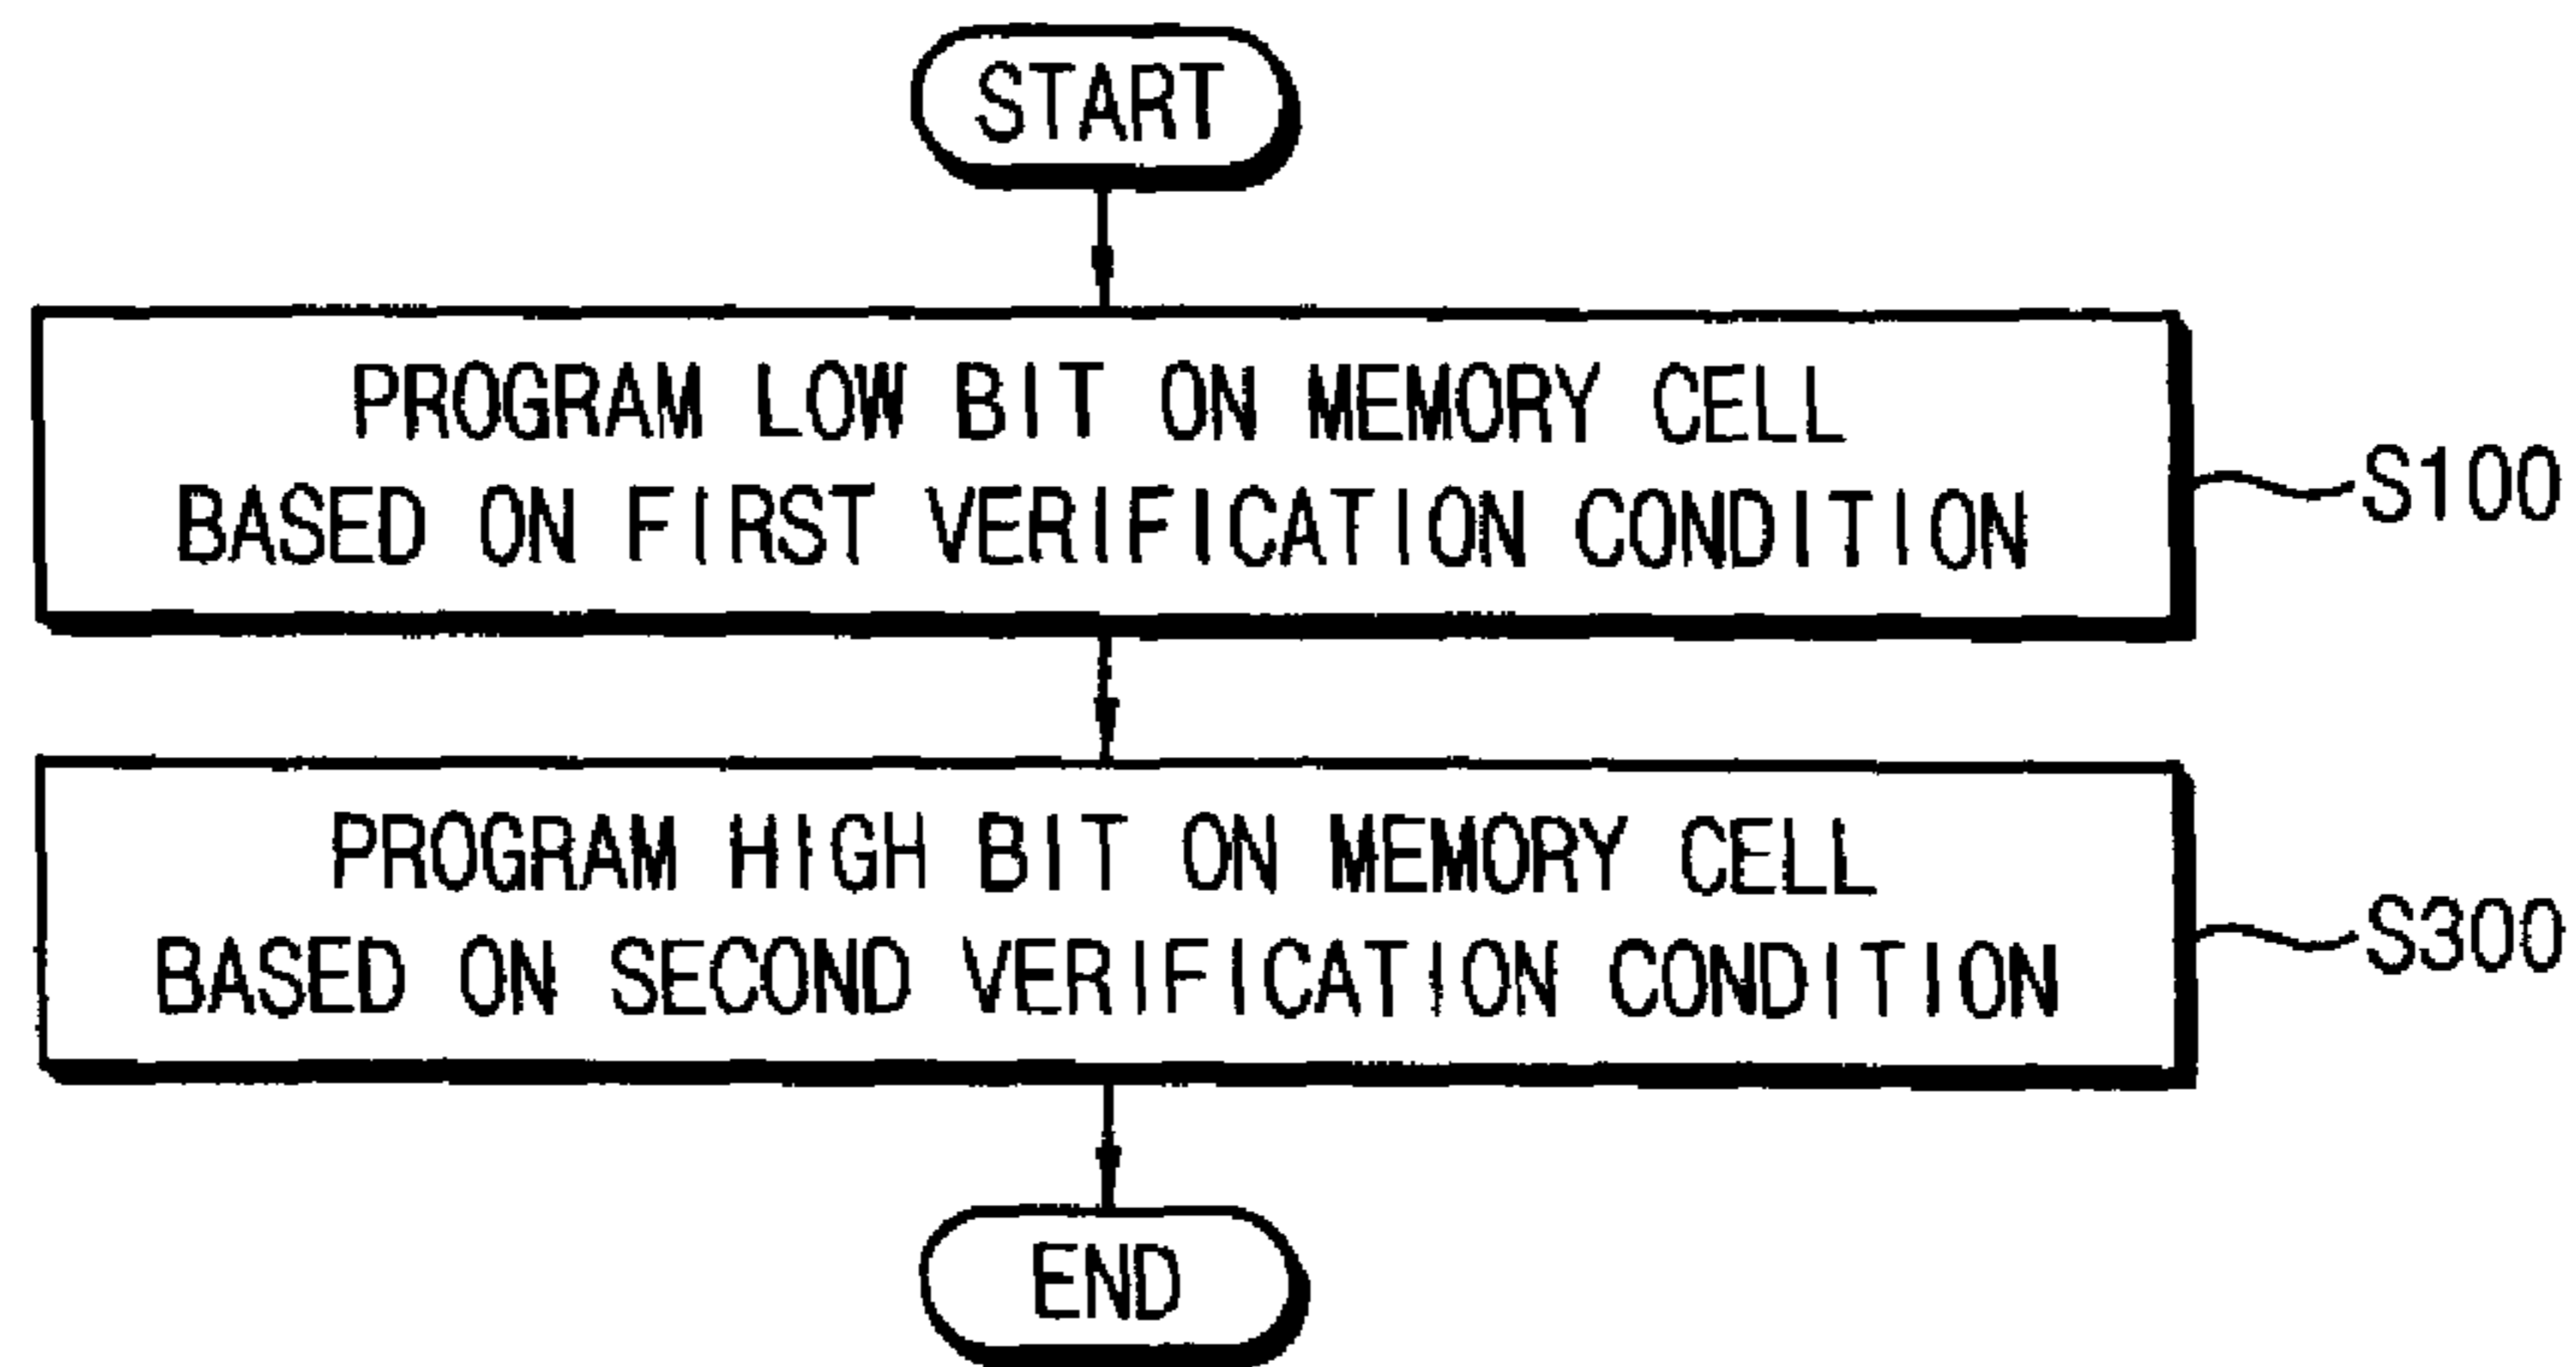 START
PROGRAM LOW BIT ON MEMORY CELL
BASED ON FIRST VERIFICATION CONDITION
S100
PROGRAM HIGH BIT ON MEMORY CELL
BASED ON SECOND VERIFICATION CONDITION
S300
END